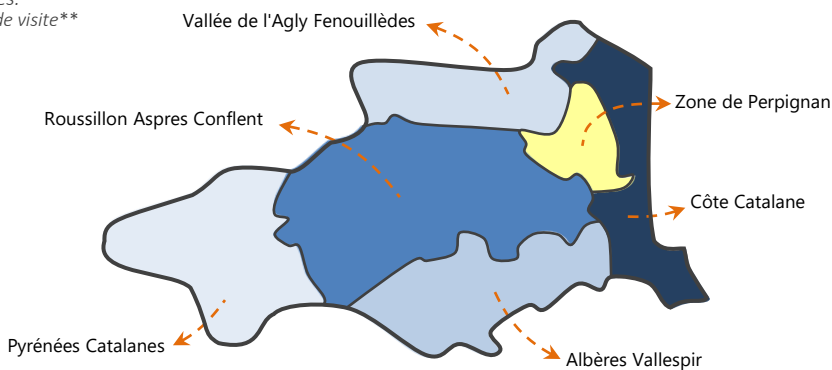 de visite**
Vallée de l'Agly Fenouillèdes
Roussillon Aspres Conflent
Zone de Perpignan
Côte Catalane
Pyrénées Catalanes
Albères Vallespir